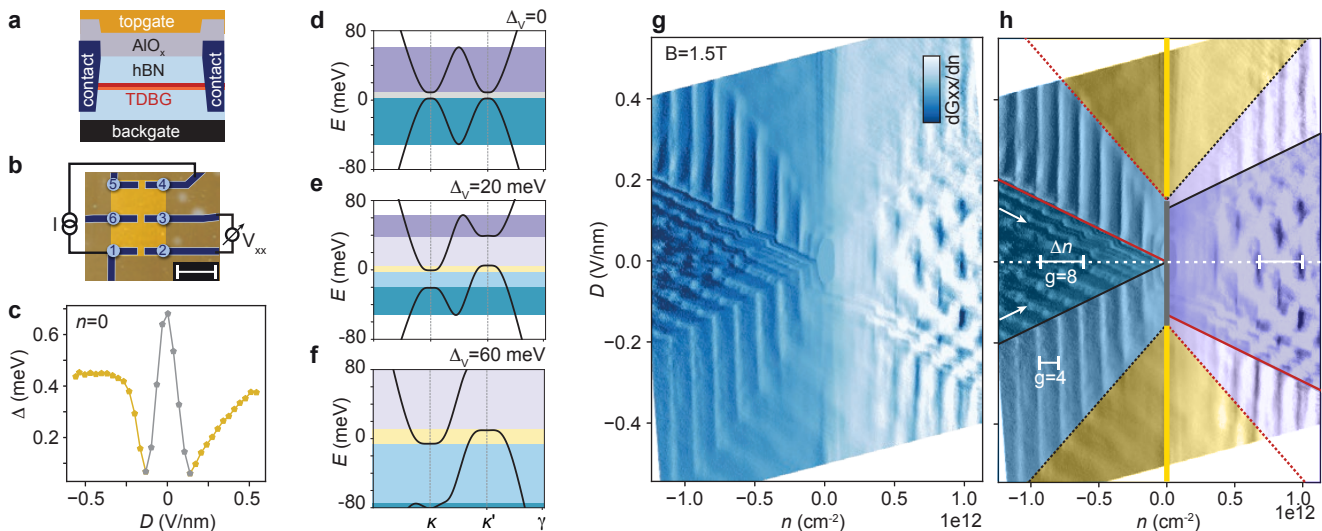 a
topgate
AlOx
hBN
contact
contact
TDBG
backgate
b
5
4
6
3
1
2
I
Vxx
c
n=0
Δ (meV)
0.6
0.4
0.2
−0.5
0
0.5
D (V/nm)
d
ΔV=0
80
0
-80
E (meV)
e
ΔV=20 meV
80
0
-80
E (meV)
f
ΔV=60 meV
80
0
-80
E (meV)
κ
κ'
γ
g
B=1.5T
dGxx/dn
D (V/nm)
0.4
0.2
0.0
−0.2
−0.4
−1.0
−0.5
0.0
0.5
1.0
1e12
n (cm-2)
h
Δn
g=8
g=4
−1.0
−0.5
0.0
0.5
1.0
1e12
n (cm-2)